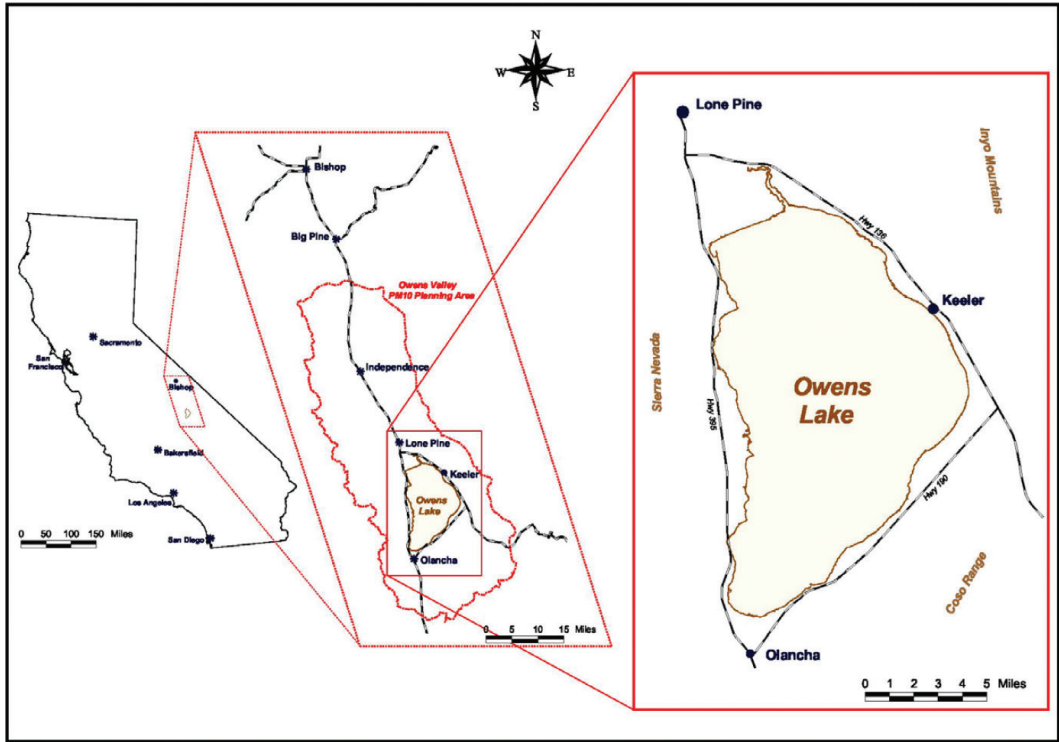 N
W E
S
Sacramento
San
Francisco
Bishop
Bakersfield
Los Angeles
San Diego
0 50 100 150 Miles
Bishop
Big Pine
Owens Valley
PM10 Planning Area
Independence
Lone Pine
Keeler
Owens
Lake
Olancha
0 5 10 15 Miles
Lone Pine
Inyo Mountains
Hwy 136
Keeler
Sierra Nevada
Owens
Lake
Hwy 395
Hwy 190
Coso Range
Olancha
0 1 2 3 4 5 Miles